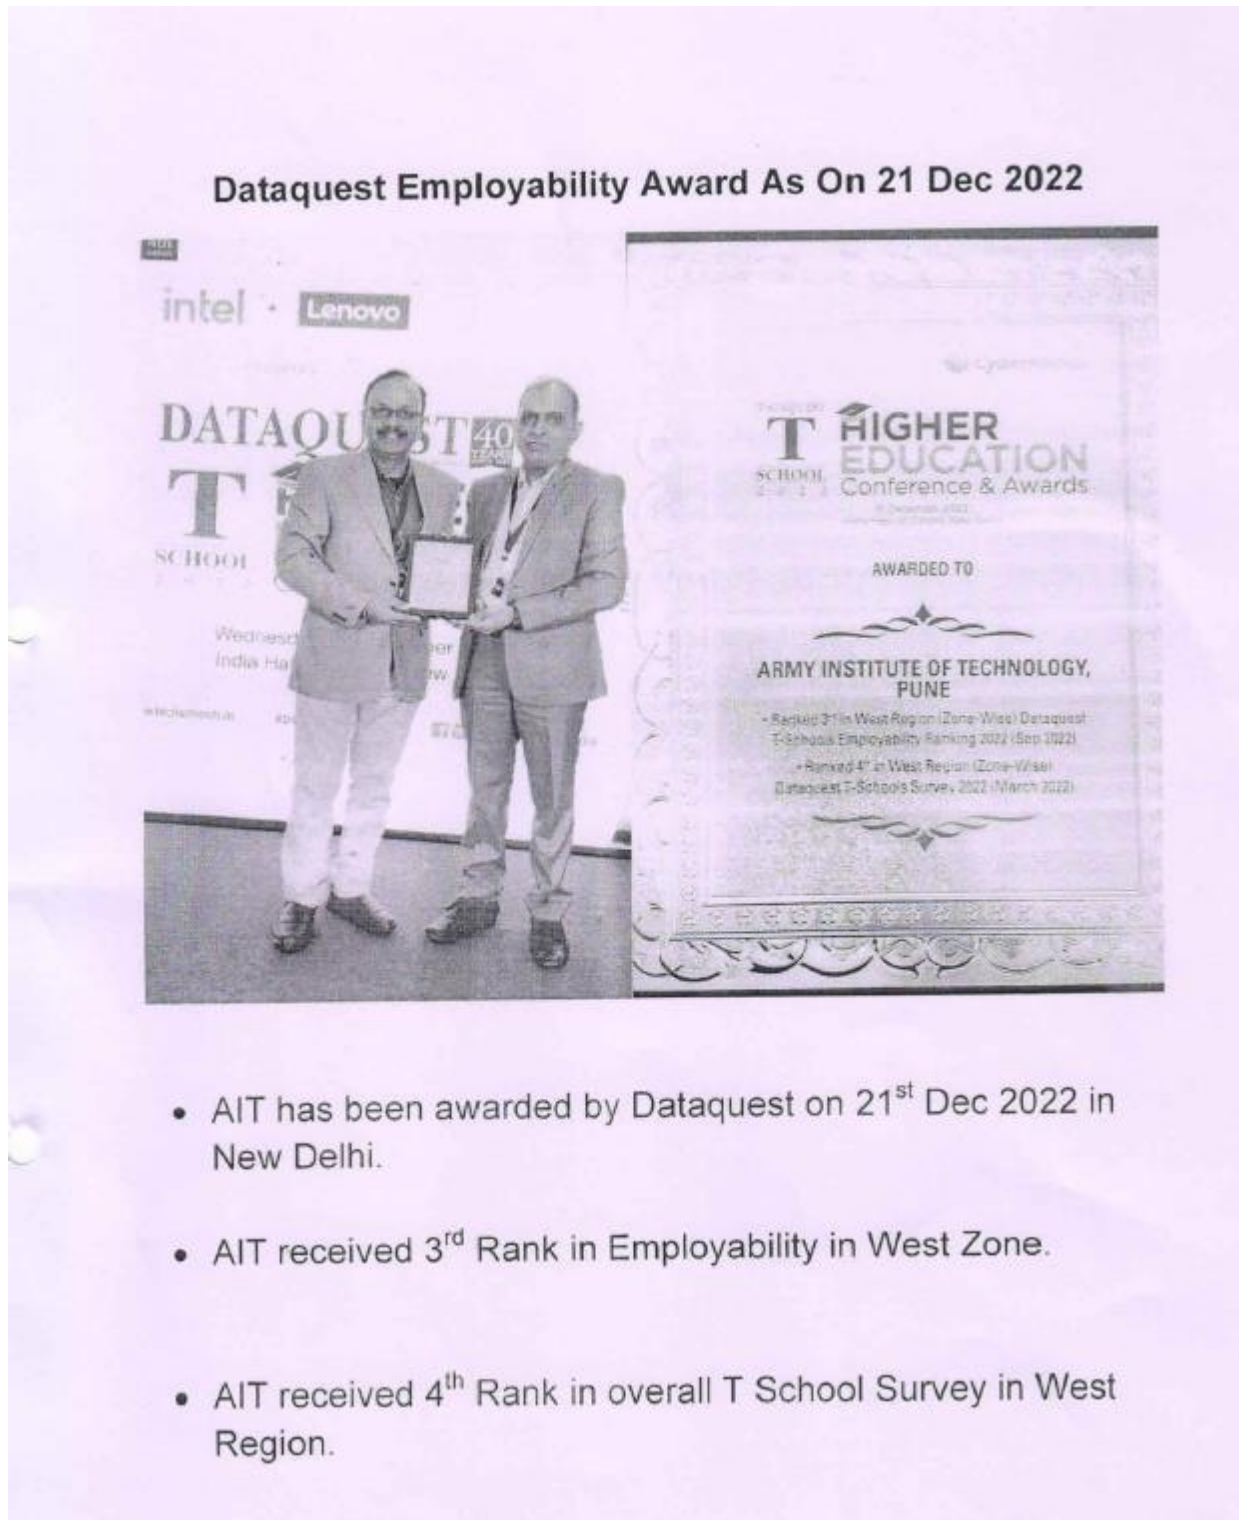 Dataquest Employability Award As On 21 Dec 2022
intel
Lenovo
DATAQU ST 40
YEARS
T
SCHOOL
Wednesd
India Ha
T
SCHOOL
HIGHER
EDUCATION
Conference & Awards
AWARDED TO
ARMY INSTITUTE OF TECHNOLOGY,
PUNE
• Ranked 3rd in West Region (Zone-Wise) Dataquest
T-Schools Employability Ranking 2022 (Sep 2022)
• Ranked 4th in West Region (Zone-Wise)
Dataquest T-Schools Survey 2022 (March 2022)
• AIT has been awarded by Dataquest on 21st Dec 2022 in
New Delhi.
• AIT received 3rd Rank in Employability in West Zone.
• AIT received 4th Rank in overall T School Survey in West
Region.